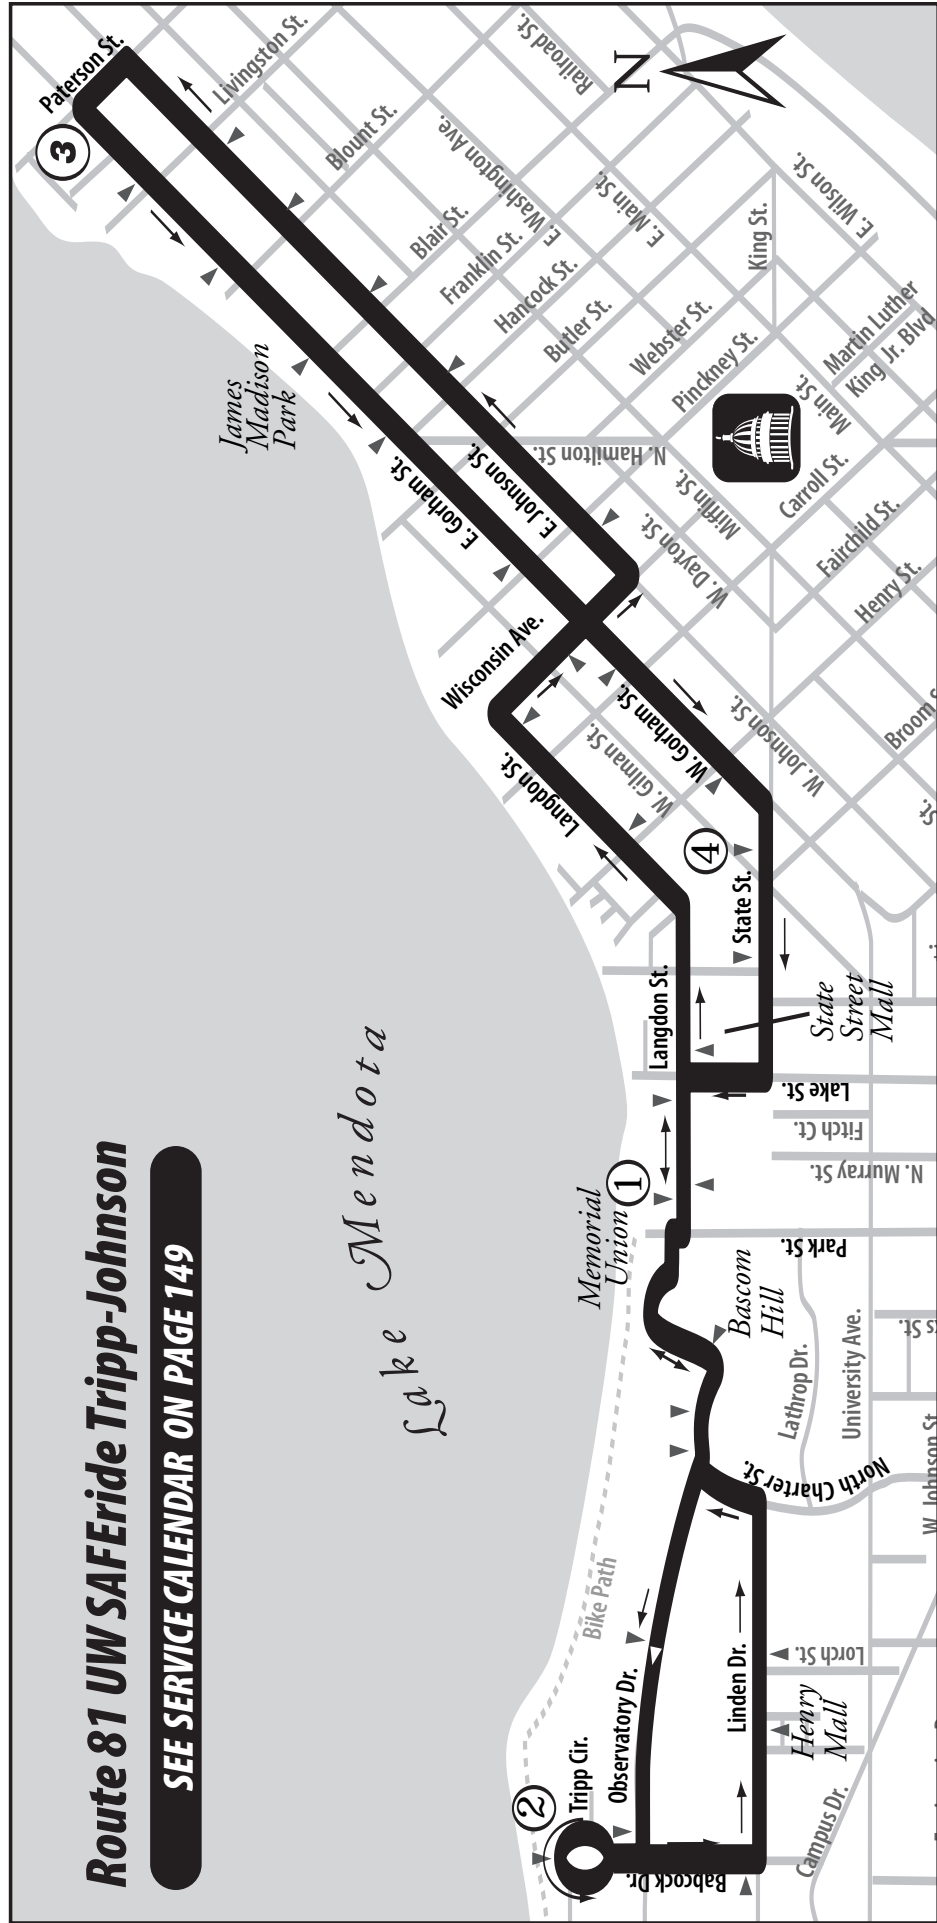 Route 81 UW SAFEride Tripp-Johnson
SEE SERVICE CALENDAR ON PAGE 149
Lake Mendota
N
Paterson St.
3
Livingston St.
Blount St.
Blair St.
Franklin St.
Hancock St.
Butler St.
Webster St.
Pinckney St.
Railroad St.
E. Washington Ave.
E. Main St.
E. Wilson St.
King St.
Martin Luther
King Jr. Blvd
Main St.
Carroll St.
Fairchild St.
Henry St.
Broom S
St.
James
Madison
Park
N. Hamilton St.
Mifflin St.
W. Dayton St.
E. Gorham St.
E. Johnson St.
Wisconsin Ave.
Langdon St.
W. Gilman St.
W. Gorham St.
W. Johnson St.
4
State St.
Langdon St.
State
Street
Mall
Lake St.
Fitch Ct.
N. Murray St.
Park St.
Memorial
Union
1
Bascom
Hill
Lathrop Dr.
University Ave.
ks St.
W. Johnson St
North Charter St.
Bike Path
Observatory Dr.
Linden Dr.
Lorch St.
Henry
Mall
Campus Dr.
2
Tripp Cir.
Babcock Dr.